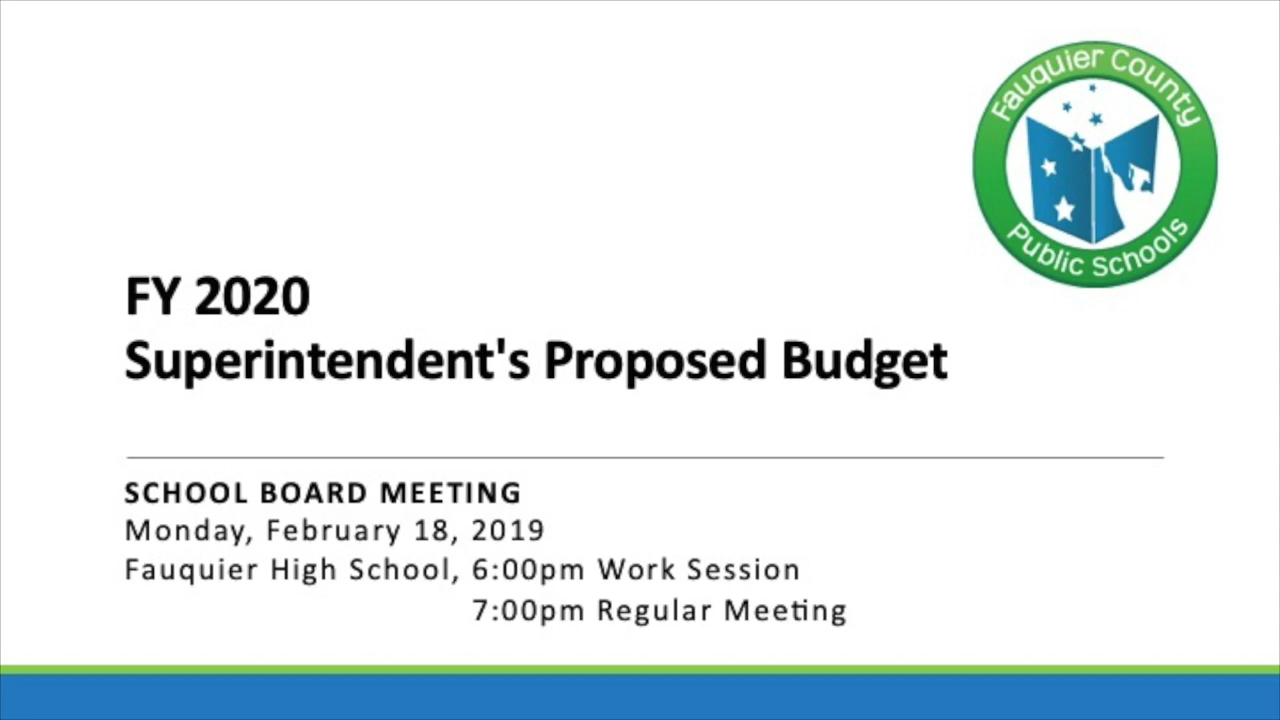 Fauquier County
Public Schools
FY 2020
Superintendent's Proposed Budget
SCHOOL BOARD MEETING
Monday, February 18, 2019
Fauquier High School, 6:00pm Work Session
7:00pm Regular Meeting